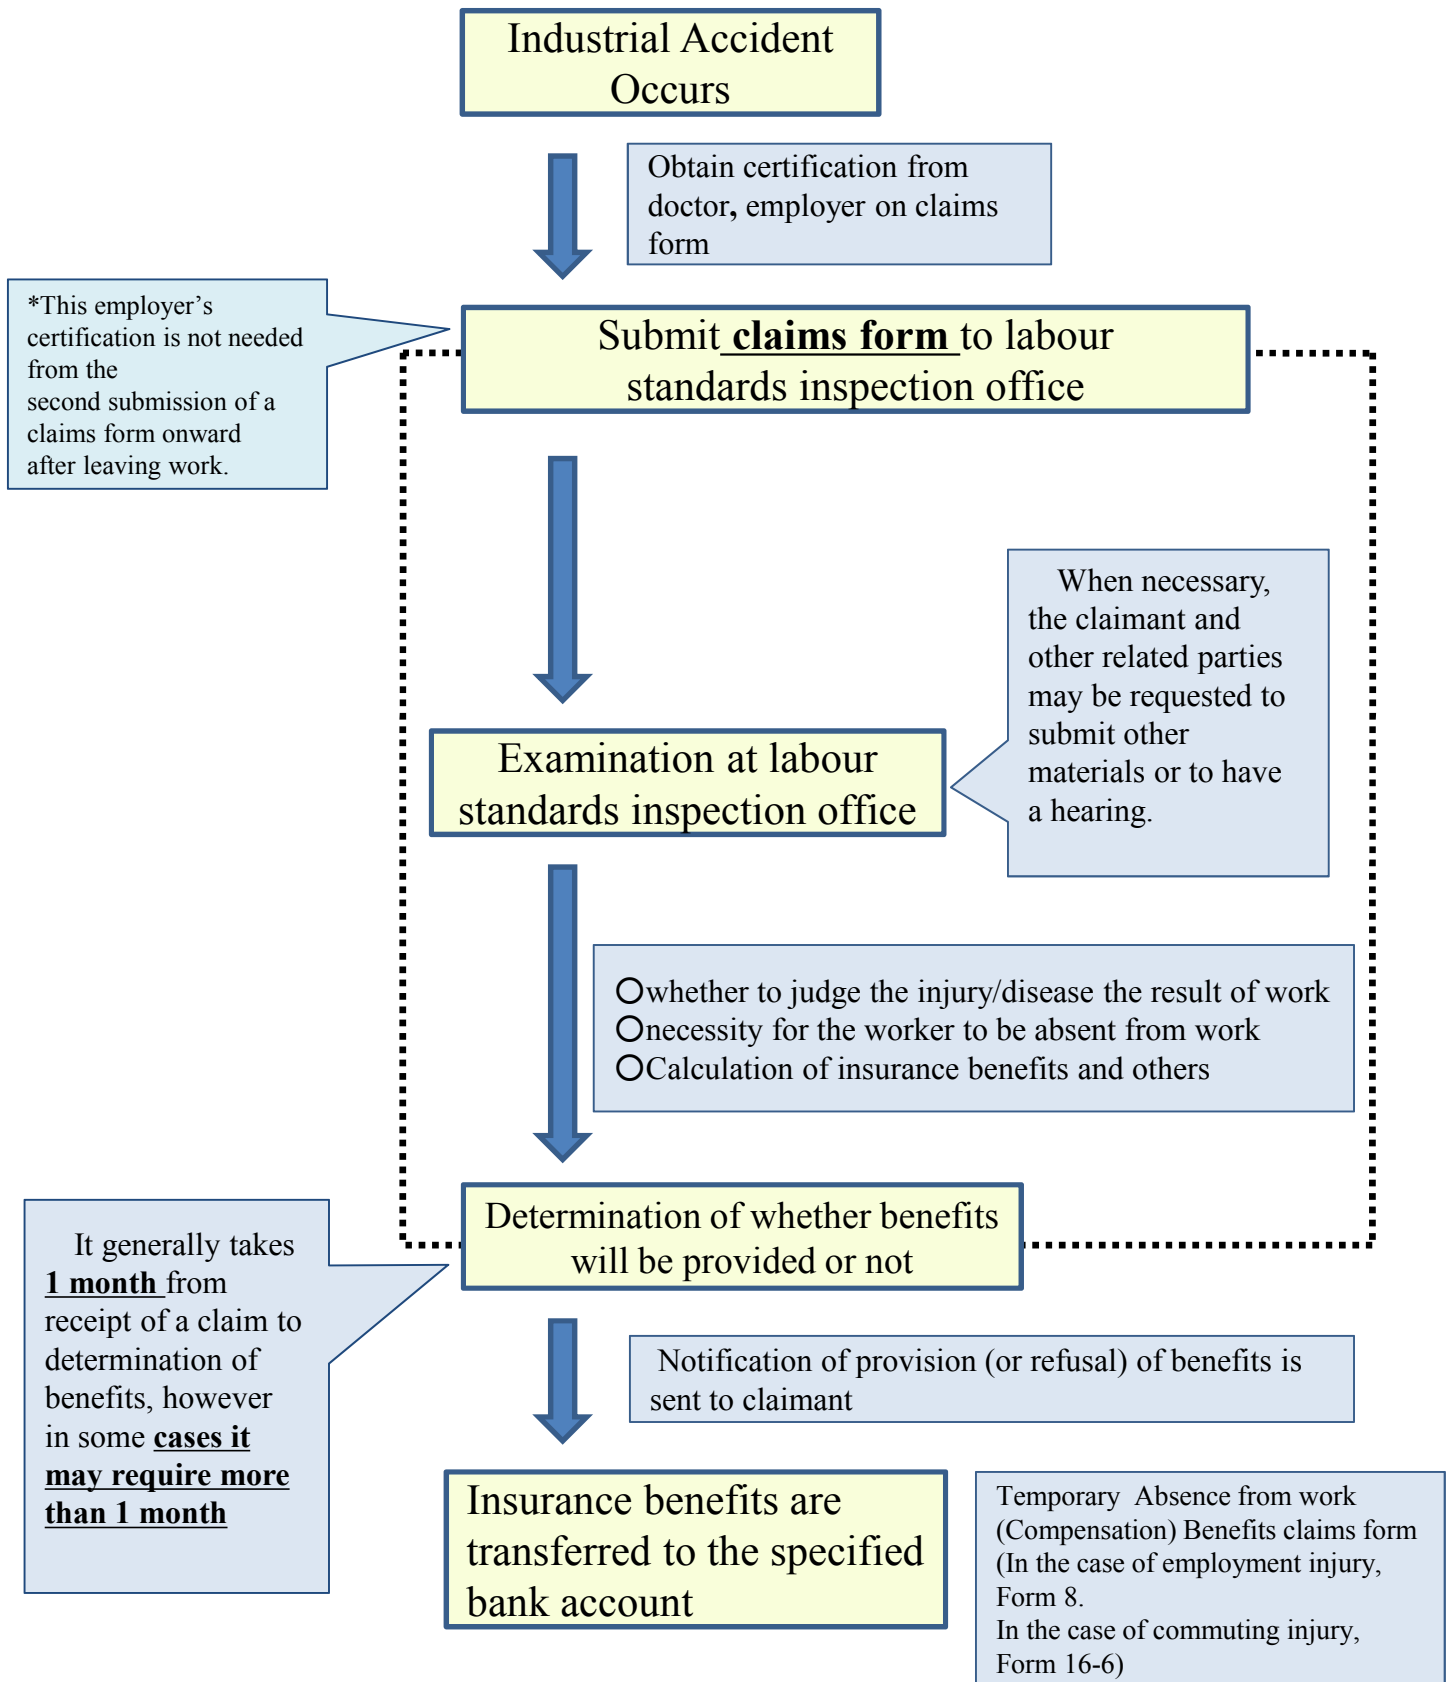 Industrial Accident
Occurs
Obtain certification from
doctor, employer on claims
form
*This employer’s
certification is not needed
from the
second submission of a
claims form onward
after leaving work.
Submit claims form to labour
standards inspection office
When necessary,
the claimant and
other related parties
may be requested to
submit other
materials or to have
a hearing.
Examination at labour
standards inspection office
○whether to judge the injury/disease the result of work
○necessity for the worker to be absent from work
○Calculation of insurance benefits and others
Determination of whether benefits
will be provided or not
It generally takes
1 month from
receipt of a claim to
determination of
benefits, however
in some cases it
may require more
than 1 month
Notification of provision (or refusal) of benefits is
sent to claimant
Insurance benefits are
transferred to the specified
bank account
Temporary Absence from work
(Compensation) Benefits claims form
(In the case of employment injury,
Form 8.
In the case of commuting injury,
Form 16-6)